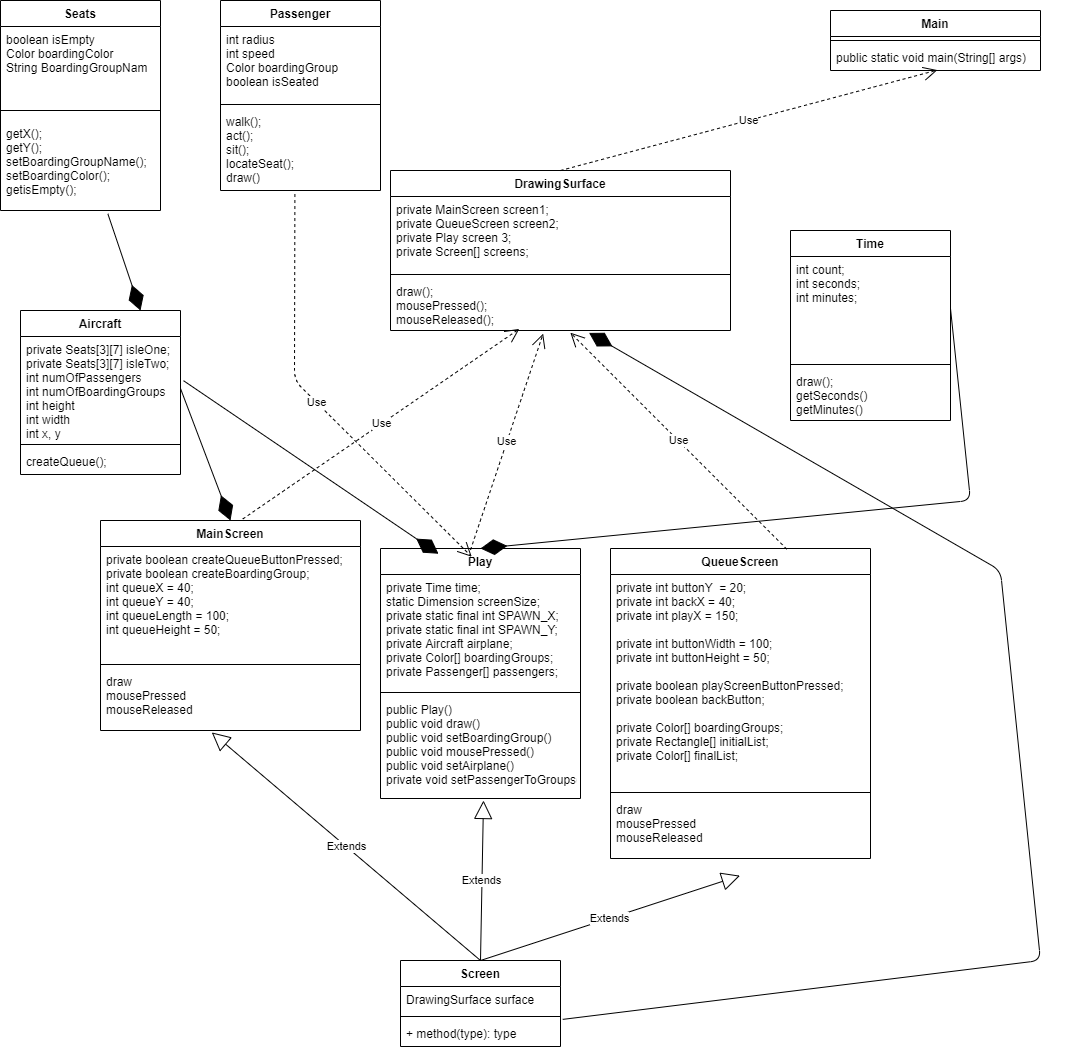 Seats
boolean isEmpty
Color boardingColor
String BoardingGroupNam
getX();
getY();
setBoardingGroupName();
setBoardingColor();
getisEmpty();
Passenger
int radius
int speed
Color boardingGroup
boolean isSeated
walk();
act();
sit();
locateSeat();
draw()
Main
public static void main(String[] args)
Use
DrawingSurface
private MainScreen screen1;
private QueueScreen screen2;
private Play screen 3;
private Screen[] screens;
draw();
mousePressed();
mouseReleased();
Time
int count;
int seconds;
int minutes;
draw();
getSeconds()
getMinutes()
Aircraft
private Seats[3][7] isleOne;
private Seats[3][7] isleTwo;
int numOfPassengers
int numOfBoardingGroups
int height
int width
int x, y
createQueue();
Use
Use
Use
Use
MainScreen
private boolean createQueueButtonPressed;
private boolean createBoardingGroup;
int queueX = 40;
int queueY = 40;
int queueLength = 100;
int queueHeight = 50;
draw
mousePressed
mouseReleased
Play
private Time time;
static Dimension screenSize;
private static final int SPAWN_X;
private static final int SPAWN_Y;
private Aircraft airplane;
private Color[] boardingGroups;
private Passenger[] passengers;
public Play()
public void draw()
public void setBoardingGroup()
public void mousePressed()
public void setAirplane()
private void setPassengerToGroups
QueueScreen
private int buttonY  = 20;
private int backX = 40;
private int playX = 150;
private int buttonWidth = 100;
private int buttonHeight = 50;
private boolean playScreenButtonPressed;
private boolean backButton;
private Color[] boardingGroups;
private Rectangle[] initialList;
private Color[] finalList;
draw
mousePressed
mouseReleased
Extends
Extends
Extends
Screen
DrawingSurface surface
+ method(type): type